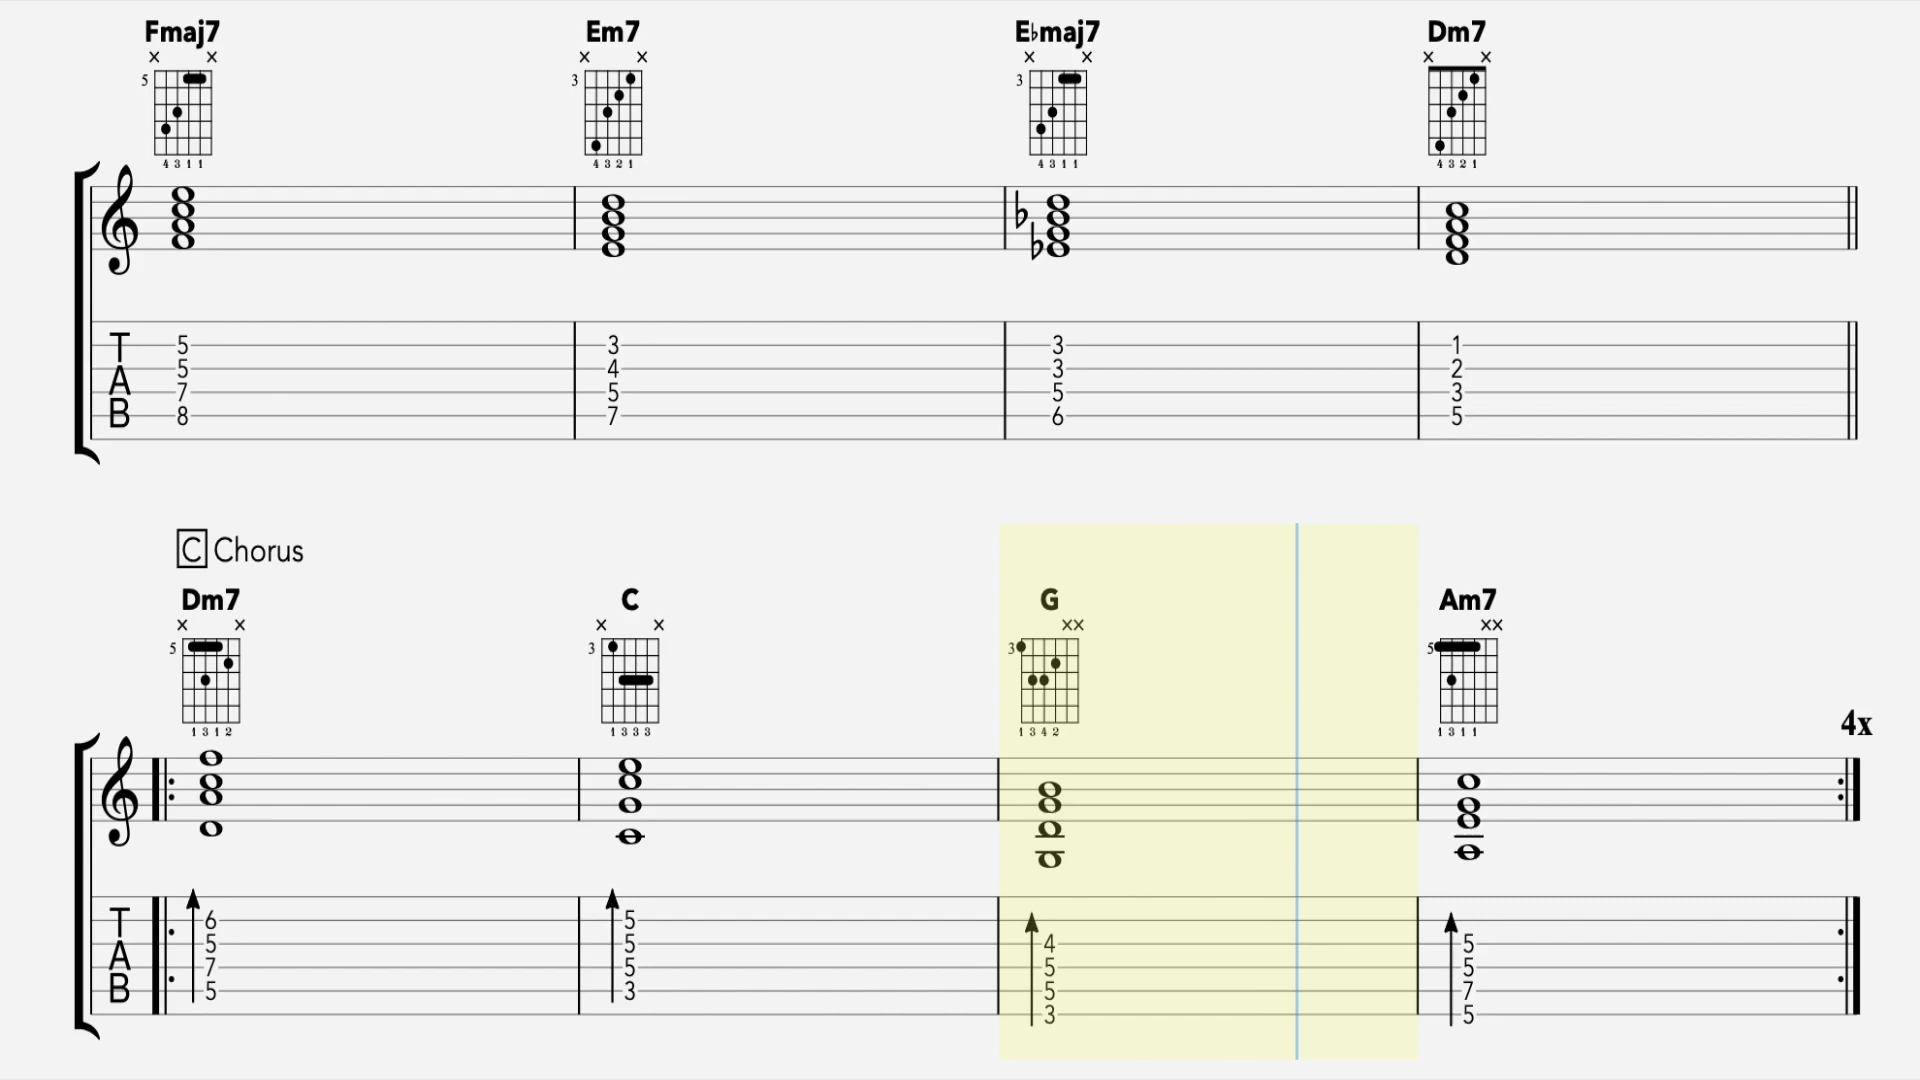 Fmaj7 Em7 E♭maj7 Dm7
x x x x x x x x
5 3 3
4 3 1 1 4 3 2 1 4 3 1 1 4 3 2 1
T 5 3 3 1
5 4 3 2
A 7 5 5 3
B 8 7 6 5
C Chorus
Dm7 C G Am7
x x x x x x x x
5 3 3 5
1 3 1 2 1 3 3 3 1 3 4 2 1 3 1 1
4x
T 6 5
A 5 5 4 5
7 5 5 5
B 5 3 5 7
3 5